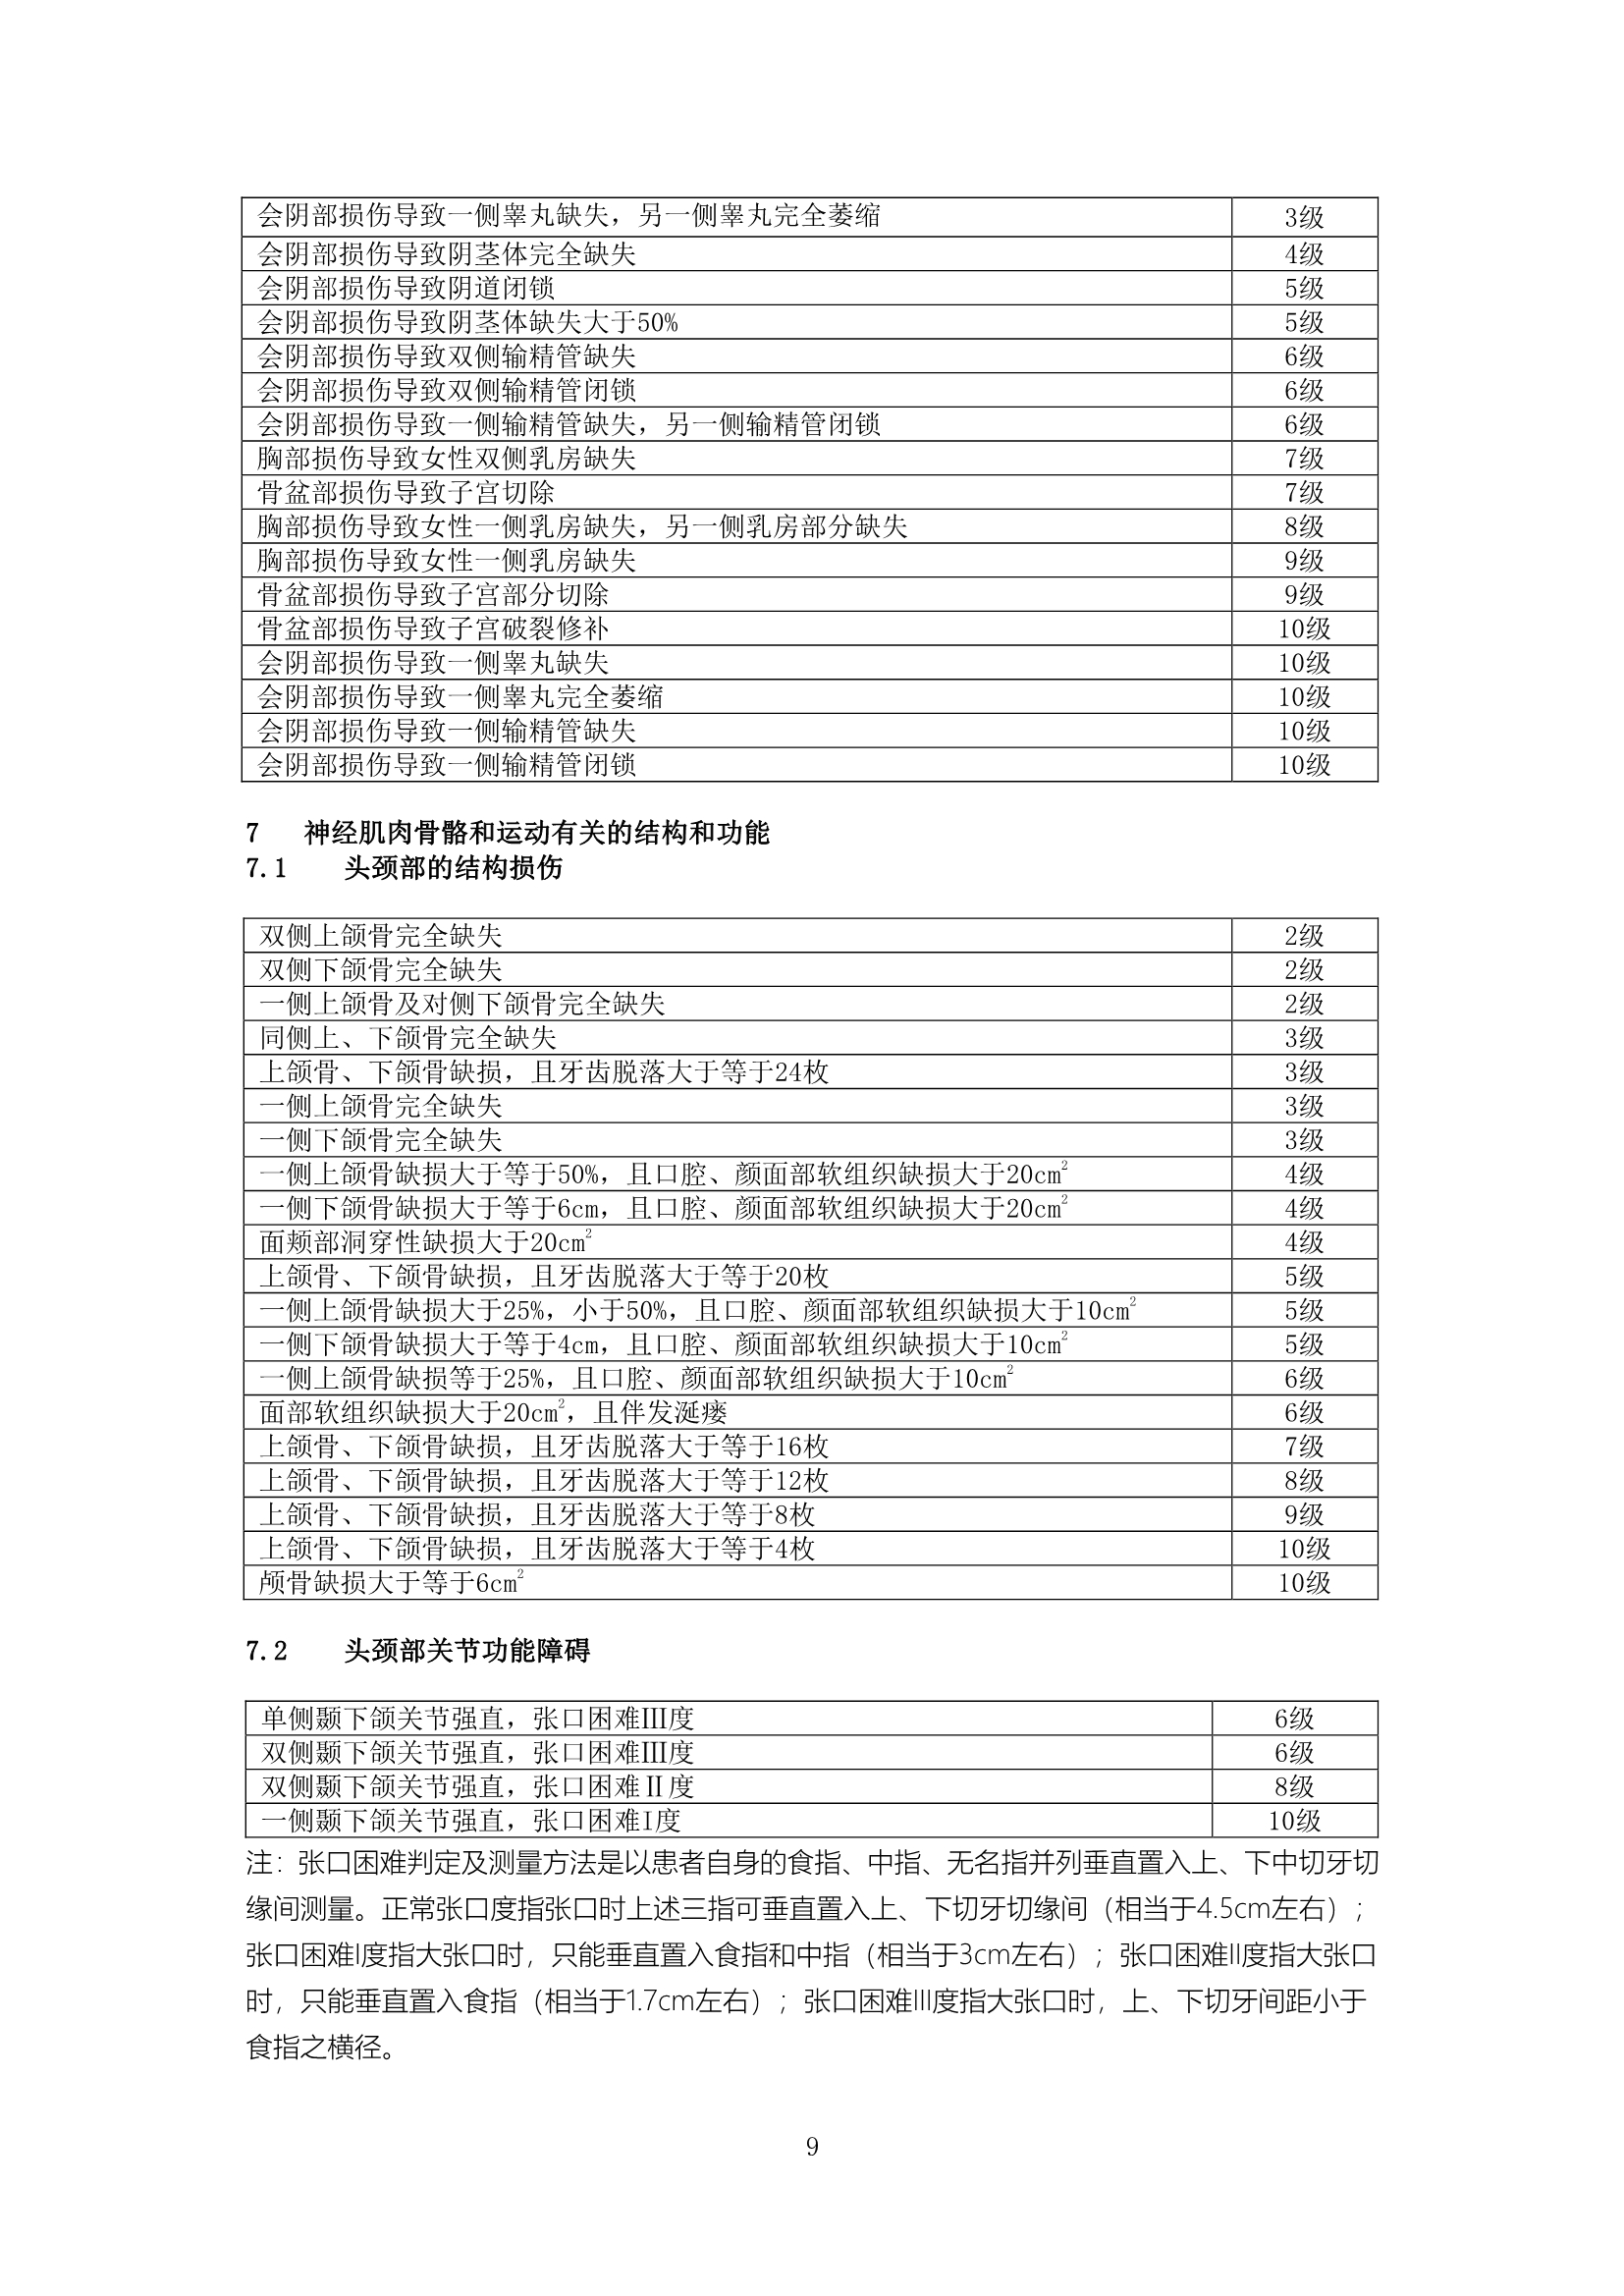 会阴部损伤导致一侧睾丸缺失，另一侧睾丸完全萎缩 3级
会阴部损伤导致阴茎体完全缺失 4级
会阴部损伤导致阴道闭锁 5级
会阴部损伤导致阴茎体缺失大于50% 5级
会阴部损伤导致双侧输精管缺失 6级
会阴部损伤导致双侧输精管闭锁 6级
会阴部损伤导致一侧输精管缺失，另一侧输精管闭锁 6级
胸部损伤导致女性双侧乳房缺失 7级
骨盆部损伤导致子宫切除 7级
胸部损伤导致女性一侧乳房缺失，另一侧乳房部分缺失 8级
胸部损伤导致女性一侧乳房缺失 9级
骨盆部损伤导致子宫部分切除 9级
骨盆部损伤导致子宫破裂修补 10级
会阴部损伤导致一侧睾丸缺失 10级
会阴部损伤导致一侧睾丸完全萎缩 10级
会阴部损伤导致一侧输精管缺失 10级
会阴部损伤导致一侧输精管闭锁 10级
7 神经肌肉骨骼和运动有关的结构和功能
7.1 头颈部的结构损伤
双侧上颌骨完全缺失 2级
双侧下颌骨完全缺失 2级
一侧上颌骨及对侧下颌骨完全缺失 2级
同侧上、下颌骨完全缺失 3级
上颌骨、下颌骨缺损，且牙齿脱落大于等于24枚 3级
一侧上颌骨完全缺失 3级
一侧下颌骨完全缺失 3级
一侧上颌骨缺损大于等于50%，且口腔、颜面部软组织缺损大于20cm² 4级
一侧下颌骨缺损大于等于6cm，且口腔、颜面部软组织缺损大于20cm² 4级
面颊部洞穿性缺损大于20cm² 4级
上颌骨、下颌骨缺损，且牙齿脱落大于等于20枚 5级
一侧上颌骨缺损大于25%，小于50%，且口腔、颜面部软组织缺损大于10cm² 5级
一侧下颌骨缺损大于等于4cm，且口腔、颜面部软组织缺损大于10cm² 5级
一侧上颌骨缺损等于25%，且口腔、颜面部软组织缺损大于10cm² 6级
面部软组织缺损大于20cm²，且伴发涎瘘 6级
上颌骨、下颌骨缺损，且牙齿脱落大于等于16枚 7级
上颌骨、下颌骨缺损，且牙齿脱落大于等于12枚 8级
上颌骨、下颌骨缺损，且牙齿脱落大于等于8枚 9级
上颌骨、下颌骨缺损，且牙齿脱落大于等于4枚 10级
颅骨缺损大于等于6cm² 10级
7.2 头颈部关节功能障碍
单侧颞下颌关节强直，张口困难Ⅲ度 6级
双侧颞下颌关节强直，张口困难Ⅲ度 6级
双侧颞下颌关节强直，张口困难Ⅱ度 8级
一侧颞下颌关节强直，张口困难I度 10级
注：张口困难判定及测量方法是以患者自身的食指、中指、无名指并列垂直置入上、下中切牙切
缘间测量。正常张口度指张口时上述三指可垂直置入上、下切牙切缘间（相当于4.5cm左右）；
张口困难I度指大张口时，只能垂直置入食指和中指（相当于3cm左右）；张口困难II度指大张口
时，只能垂直置入食指（相当于1.7cm左右）；张口困难III度指大张口时，上、下切牙间距小于
食指之横径。
9